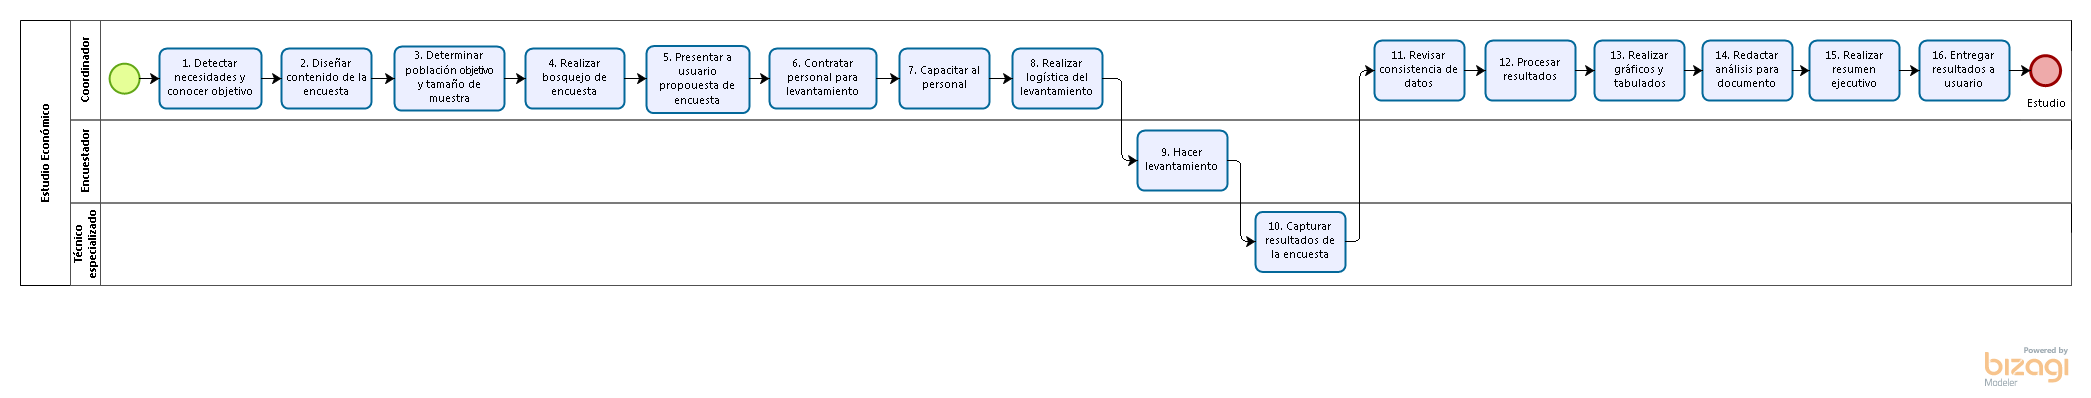 Estudio Económico
Coordinador
1. Detectar
necesidades y
conocer objetivo
2. Diseñar
contenido de la
encuesta
3. Determinar
población objetivo
y tamaño de
muestra
4. Realizar
bosquejo de
encuesta
5. Presentar a
usuario
propouesta de
encuesta
6. Contratar
personal para
levantamiento
7. Capacitar al
personal
8. Realizar
logística del
levantamiento
Encuestador
9. Hacer
levantamiento
Técnico
especializado
10. Capturar
resultados de
la encuesta
11. Revisar
consistencia de
datos
12. Procesar
resultados
13. Realizar
gráficos y
tabulados
14. Redactar
análisis para
documento
15. Realizar
resumen
ejecutivo
16. Entregar
resultados a
usuario
Estudio
Powered by
bizagi
Modeler